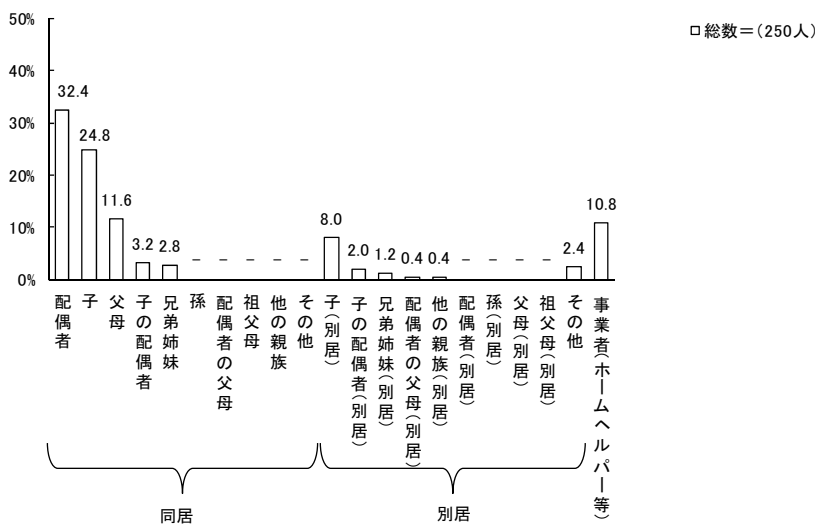 50%
40%
30%
20%
10%
0%
□総数＝(250人)
32.4
24.8
11.6
3.2
2.8
－
－
－
－
－
8.0
2.0
1.2
0.4
0.4
－
－
－
－
2.4
10.8
配偶者
子
父母
子の配偶者
兄弟姉妹
孫
配偶者の父母
祖父母
他の親族
その他
子(別居)
子の配偶者(別居)
兄弟姉妹(別居)
配偶者の父母(別居)
他の親族(別居)
配偶者(別居)
孫(別居)
父母(別居)
祖父母(別居)
その他
事業者(ホームヘルパー等)
同居
別居